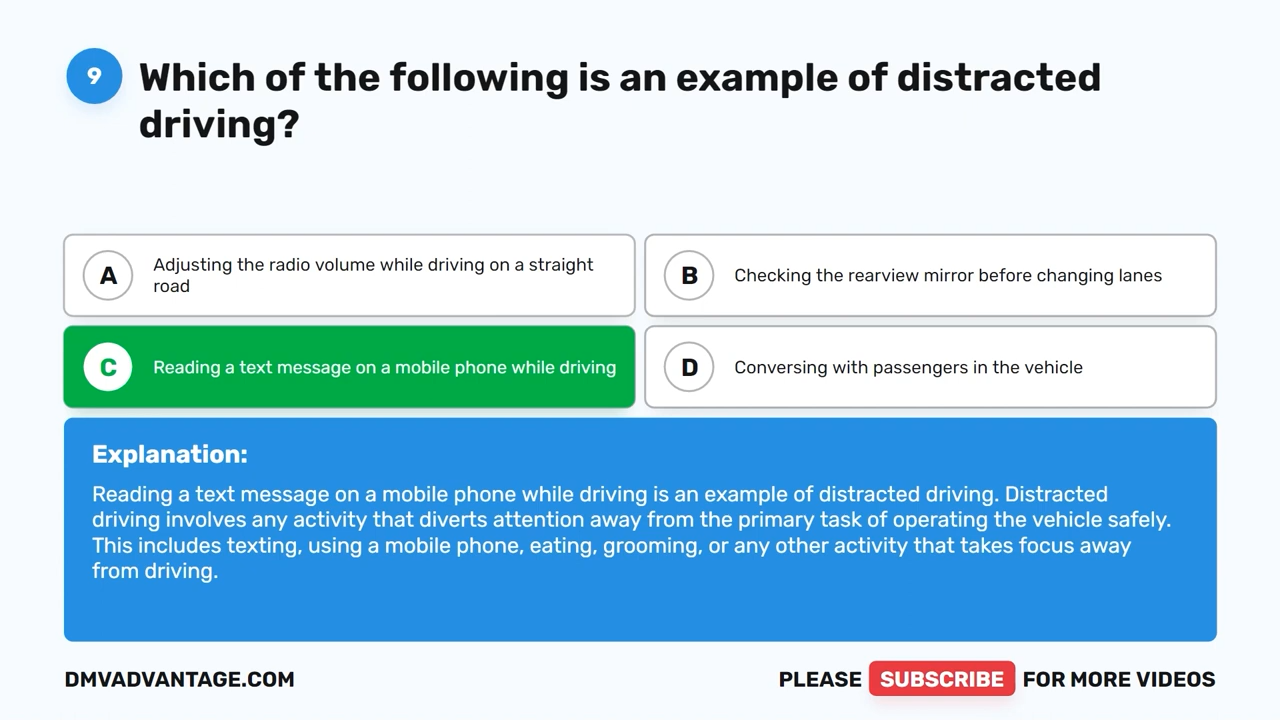 9
Which of the following is an example of distracted
driving?
A
Adjusting the radio volume while driving on a straight
road
B
Checking the rearview mirror before changing lanes
C
Reading a text message on a mobile phone while driving
D
Conversing with passengers in the vehicle
Explanation:
Reading a text message on a mobile phone while driving is an example of distracted driving. Distracted
driving involves any activity that diverts attention away from the primary task of operating the vehicle safely.
This includes texting, using a mobile phone, eating, grooming, or any other activity that takes focus away
from driving.
DMVADVANTAGE.COM
PLEASE SUBSCRIBE FOR MORE VIDEOS